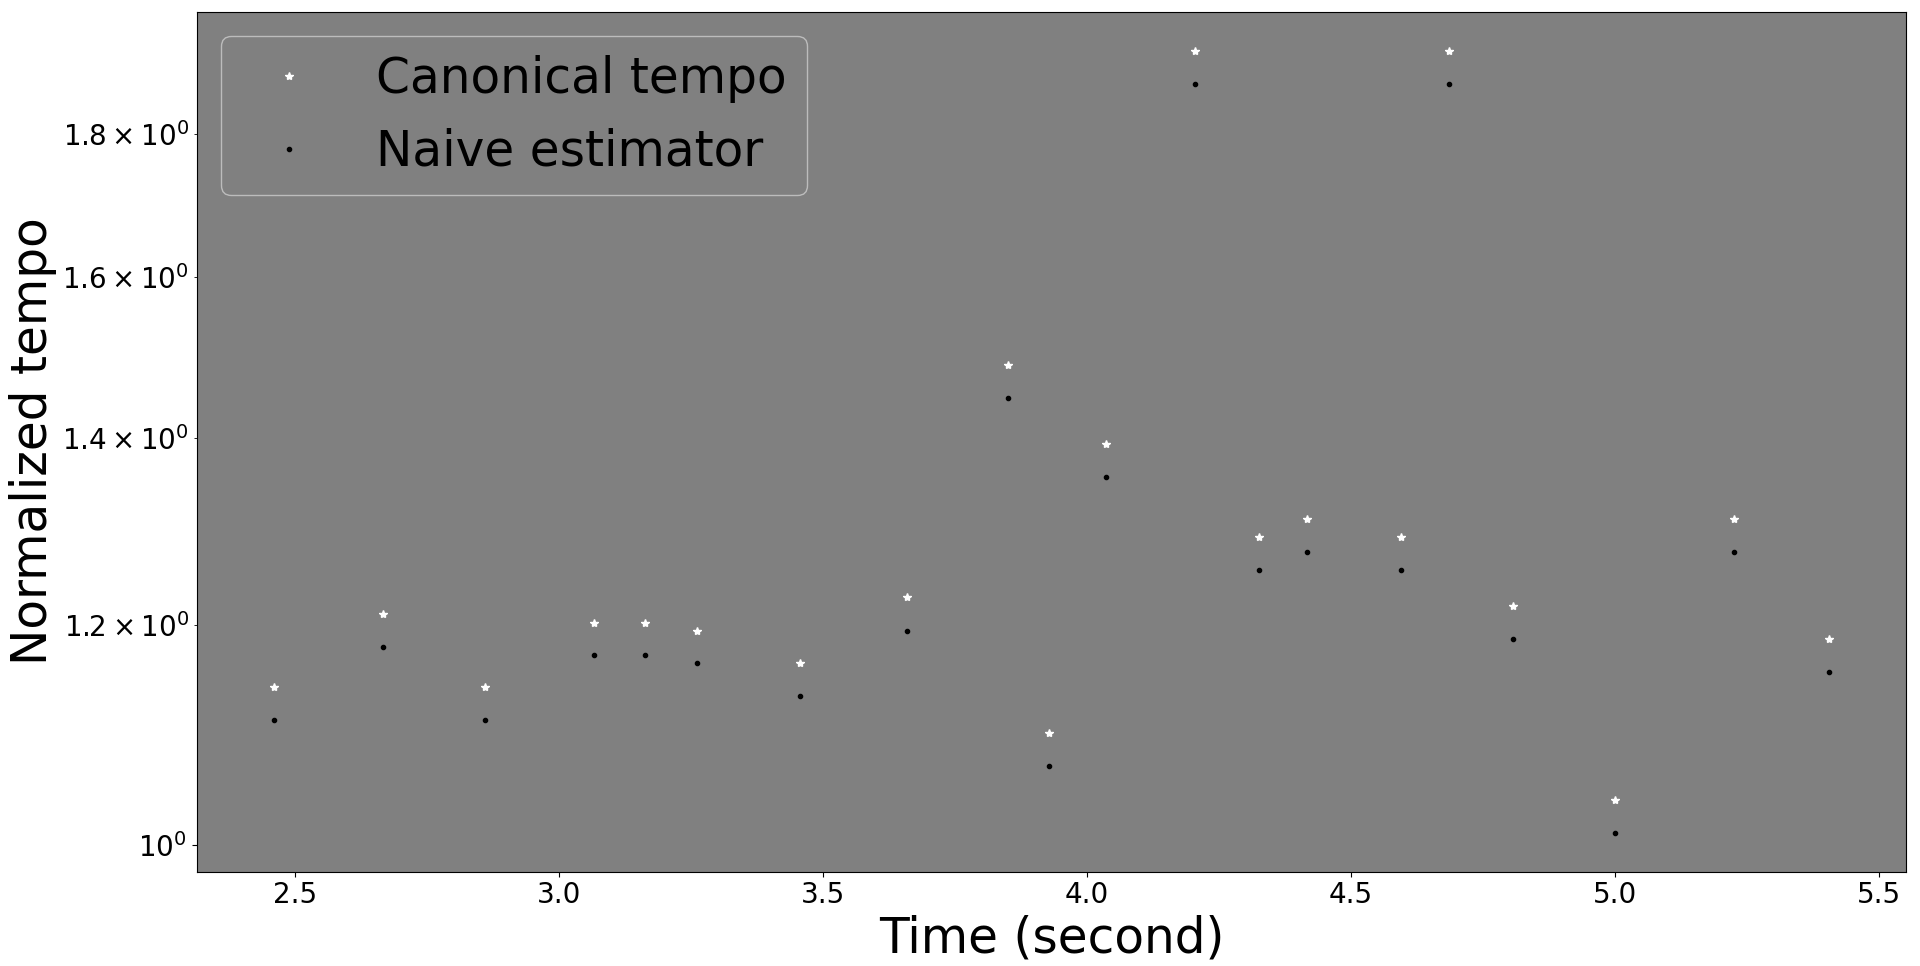 Canonical tempo
Naive estimator
Normalized tempo
1.8 × 10⁰
1.6 × 10⁰
1.4 × 10⁰
1.2 × 10⁰
10⁰
2.5 3.0 3.5 4.0 4.5 5.0 5.5
Time (second)